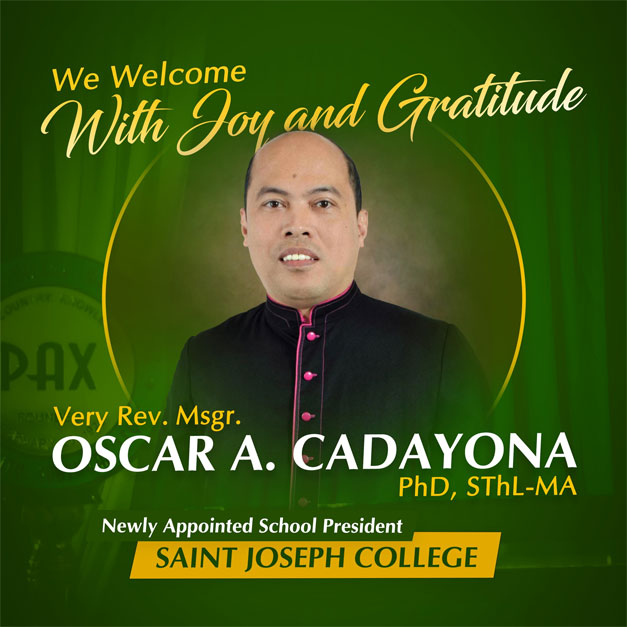 We Welcome
With Joy and Gratitude
PAX
Very Rev. Msgr.
OSCAR A. CADAYONA
PhD, SThL-MA
Newly Appointed School President
SAINT JOSEPH COLLEGE